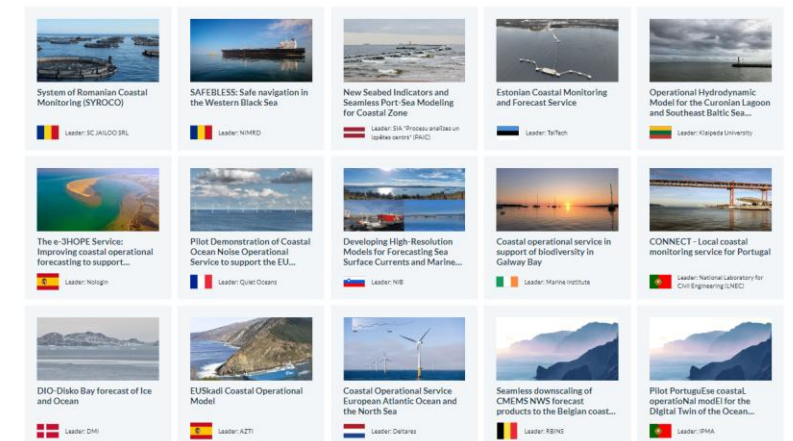 System of Romanian Coastal
Monitoring (SYROCO)
Leader: SC JAILOO SRL
SAFEBLESS: Safe navigation in
the Western Black Sea
Leader: NIMRD
New Seabed Indicators and
Seamless Port-Sea Modeling
for Coastal Zone
Leader: SIA "Procesu analīzes un
izpētes centrs" (PAIC)
Estonian Coastal Monitoring
and Forecast Service
Leader: TalTech
Operational Hydrodynamic
Model for the Curonian Lagoon
and Southeast Baltic Sea...
Leader: Klaipeda University
The e-3HOPE Service:
Improving coastal operational
forecasting to support...
Leader: Nologin
Pilot Demonstration of Coastal
Ocean Noise Operational
Service to support the EU...
Leader: Quiet Oceans
Developing High-Resolution
Models for Forecasting Sea
Surface Currents and Marine...
Leader: NIB
Coastal operational service in
support of biodiversity in
Galway Bay
Leader: Marine Institute
CONNECT - Local coastal
monitoring service for Portugal
Leader: National Laboratory for
Civil Engineering (LNEC)
DIO-Disko Bay forecast of Ice
and Ocean
Leader: DMI
EUSkadi Coastal Operational
Model
Leader: AZTI
Coastal Operational Service
European Atlantic Ocean and
the North Sea
Leader: Deltares
Seamless downscaling of
CMEMS NWS forecast
products to the Belgian coast...
Leader: RBINS
Pilot PortuguEse coastaL
operatioNal modEl for the
DIgital Twin of the Ocean...
Leader: IPMA